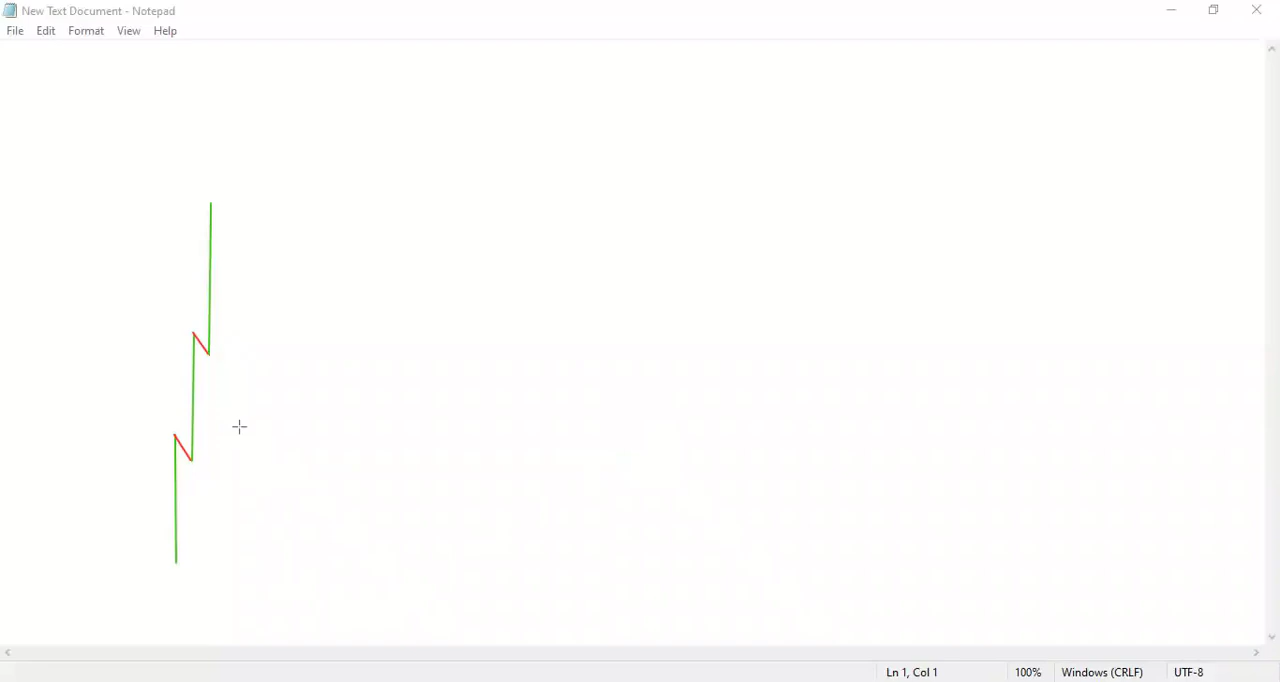 New Text Document - Notepad
File Edit Format View Help
Ln 1, Col 1 100% Windows (CRLF) UTF-8